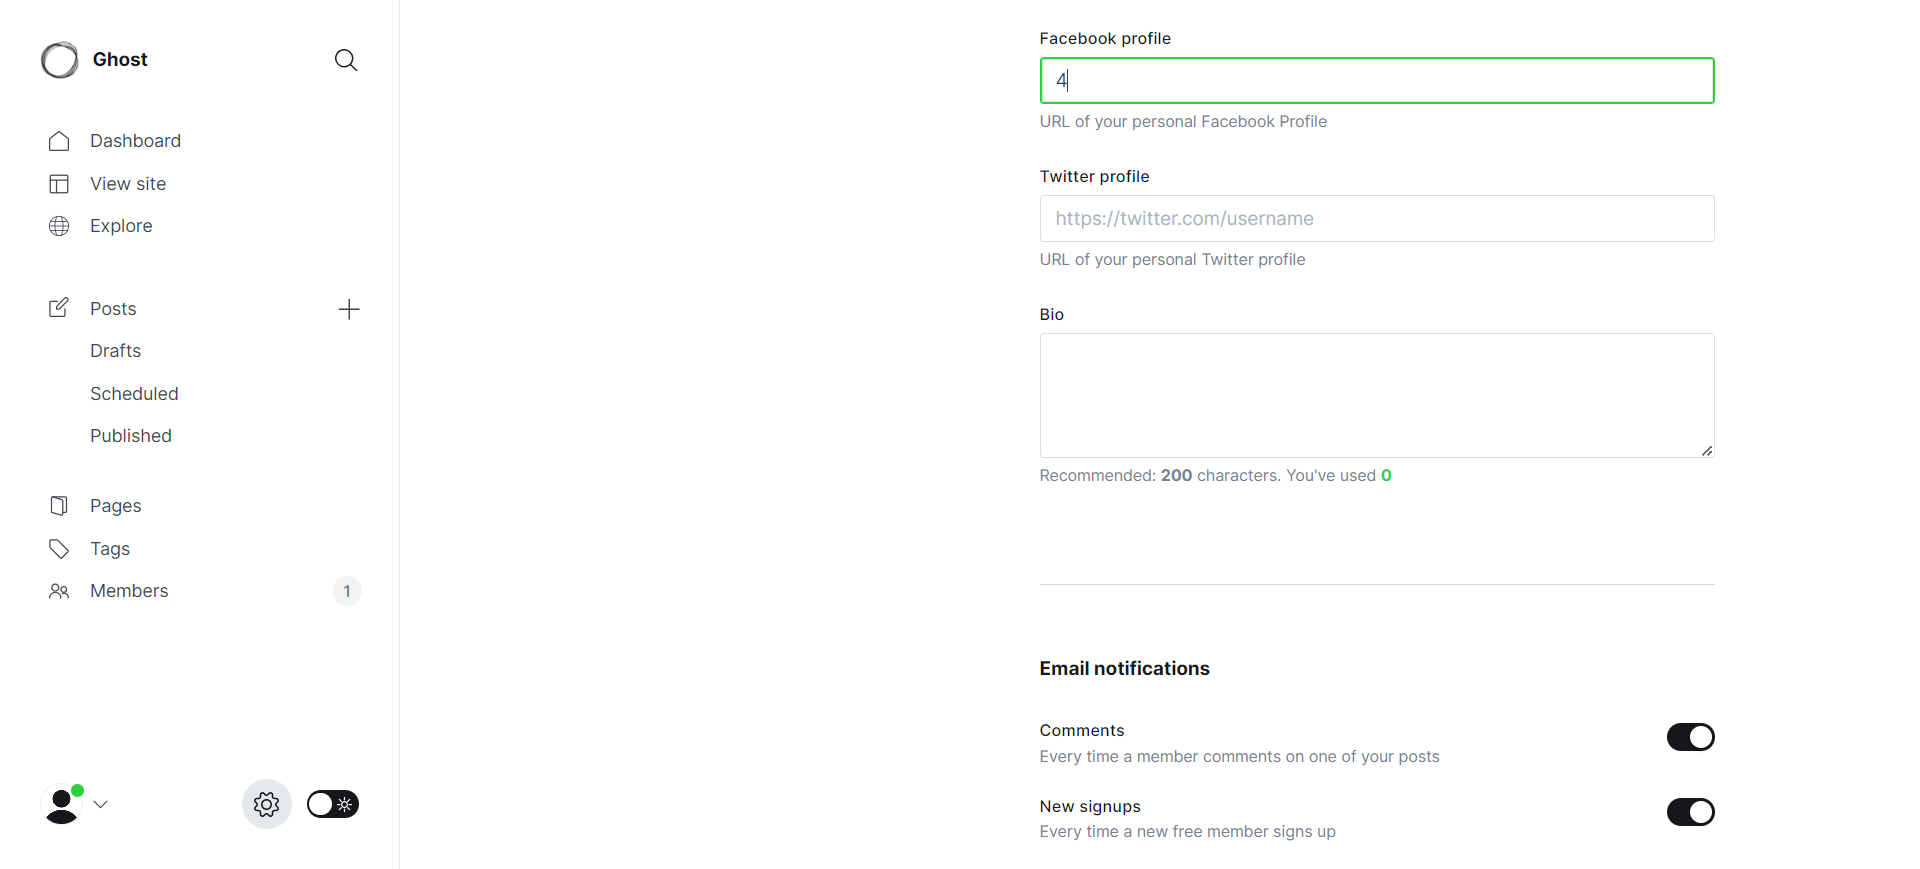 Ghost
Dashboard
View site
Explore
Posts
Drafts
Scheduled
Published
Pages
Tags
Members
1
Facebook profile
4
URL of your personal Facebook Profile
Twitter profile
https://twitter.com/username
URL of your personal Twitter profile
Bio
Recommended: 200 characters. You've used 0
Email notifications
Comments
Every time a member comments on one of your posts
New signups
Every time a new free member signs up